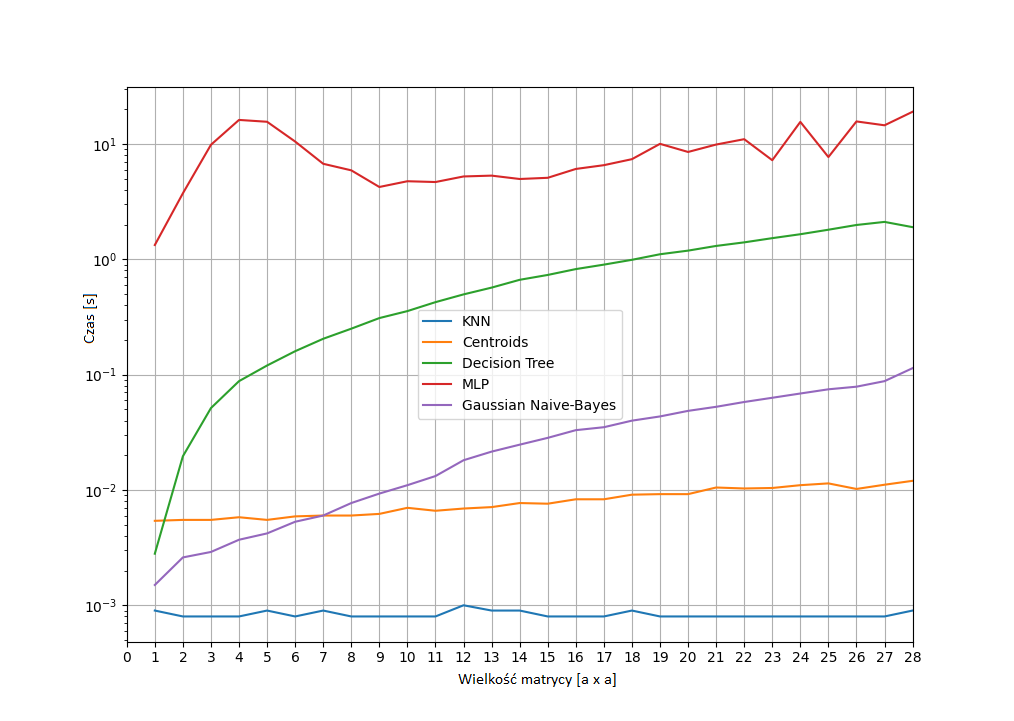 10¹
10⁰
10⁻¹
10⁻²
10⁻³
Czas [s]
KNN
Centroids
Decision Tree
MLP
Gaussian Naive-Bayes
0 1 2 3 4 5 6 7 8 9 10 11 12 13 14 15 16 17 18 19 20 21 22 23 24 25 26 27 28
Wielkość matrycy [a x a]